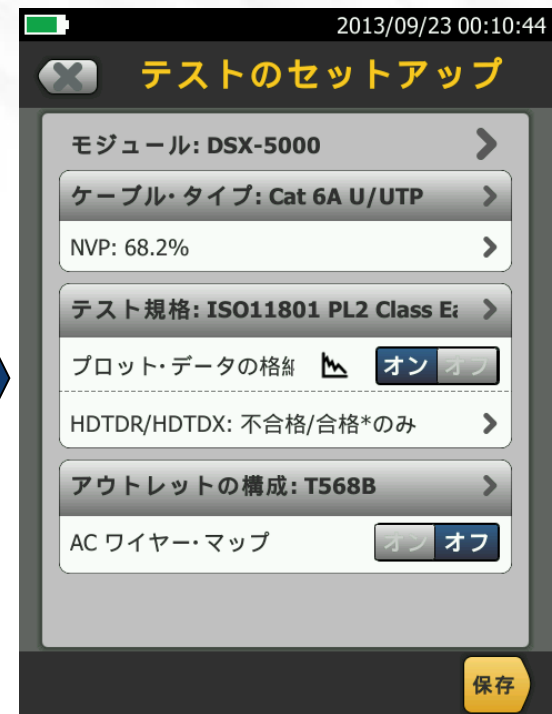 2013/09/23 00:10:44
テストのセットアップ
モジュール: DSX-5000
ケーブル・タイプ: Cat 6A U/UTP
NVP: 68.2%
テスト規格: ISO11801 PL2 Class Ea
プロット・データの格納 オン オフ
HDTDR/HDTDX: 不合格/合格*のみ
アウトレットの構成: T568B
AC ワイヤー・マップ オン オフ
保存